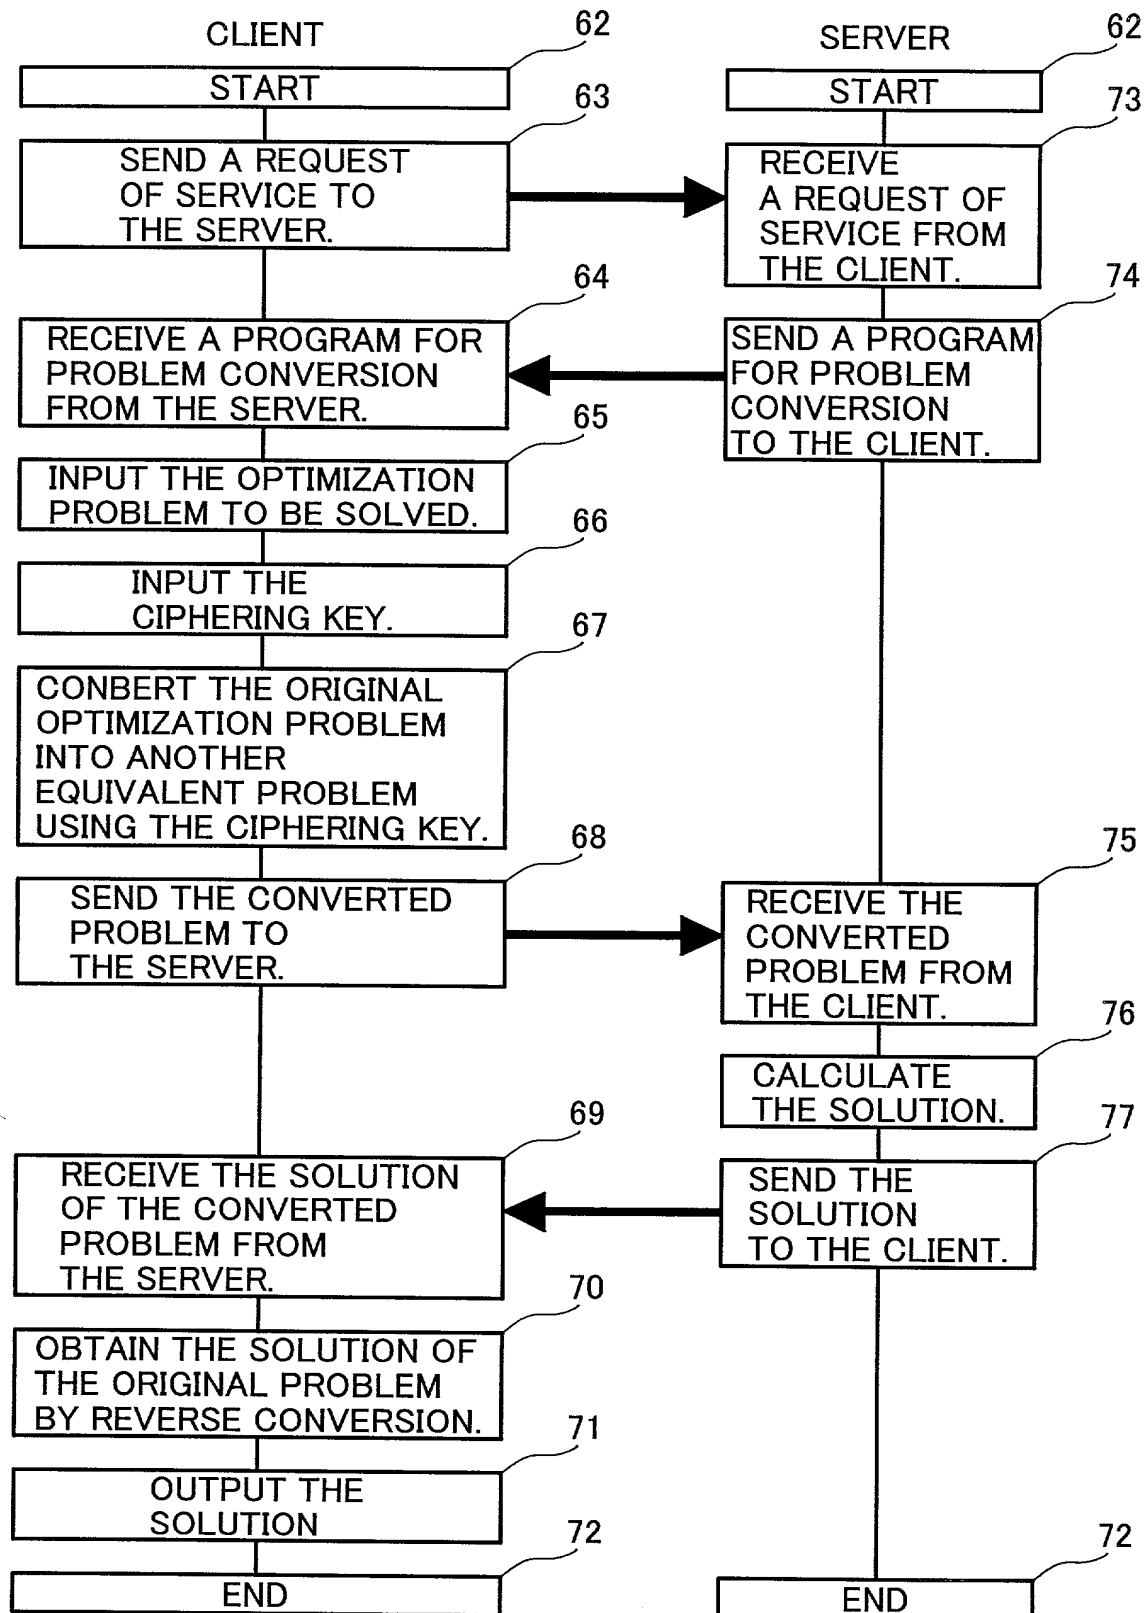 CLIENT
62
START
63
SEND A REQUEST
OF SERVICE TO
THE SERVER.
64
RECEIVE A PROGRAM FOR
PROBLEM CONVERSION
FROM THE SERVER.
65
INPUT THE OPTIMIZATION
PROBLEM TO BE SOLVED.
66
INPUT THE
CIPHERING KEY.
67
CONBERT THE ORIGINAL
OPTIMIZATION PROBLEM
INTO ANOTHER
EQUIVALENT PROBLEM
USING THE CIPHERING KEY.
68
SEND THE CONVERTED
PROBLEM TO
THE SERVER.
69
RECEIVE THE SOLUTION
OF THE CONVERTED
PROBLEM FROM
THE SERVER.
70
OBTAIN THE SOLUTION OF
THE ORIGINAL PROBLEM
BY REVERSE CONVERSION.
71
OUTPUT THE
SOLUTION
72
END
SERVER
62
START
73
RECEIVE
A REQUEST OF
SERVICE FROM
THE CLIENT.
74
SEND A PROGRAM
FOR PROBLEM
CONVERSION
TO THE CLIENT.
75
RECEIVE THE
CONVERTED
PROBLEM FROM
THE CLIENT.
76
CALCULATE
THE SOLUTION.
77
SEND THE
SOLUTION
TO THE CLIENT.
72
END